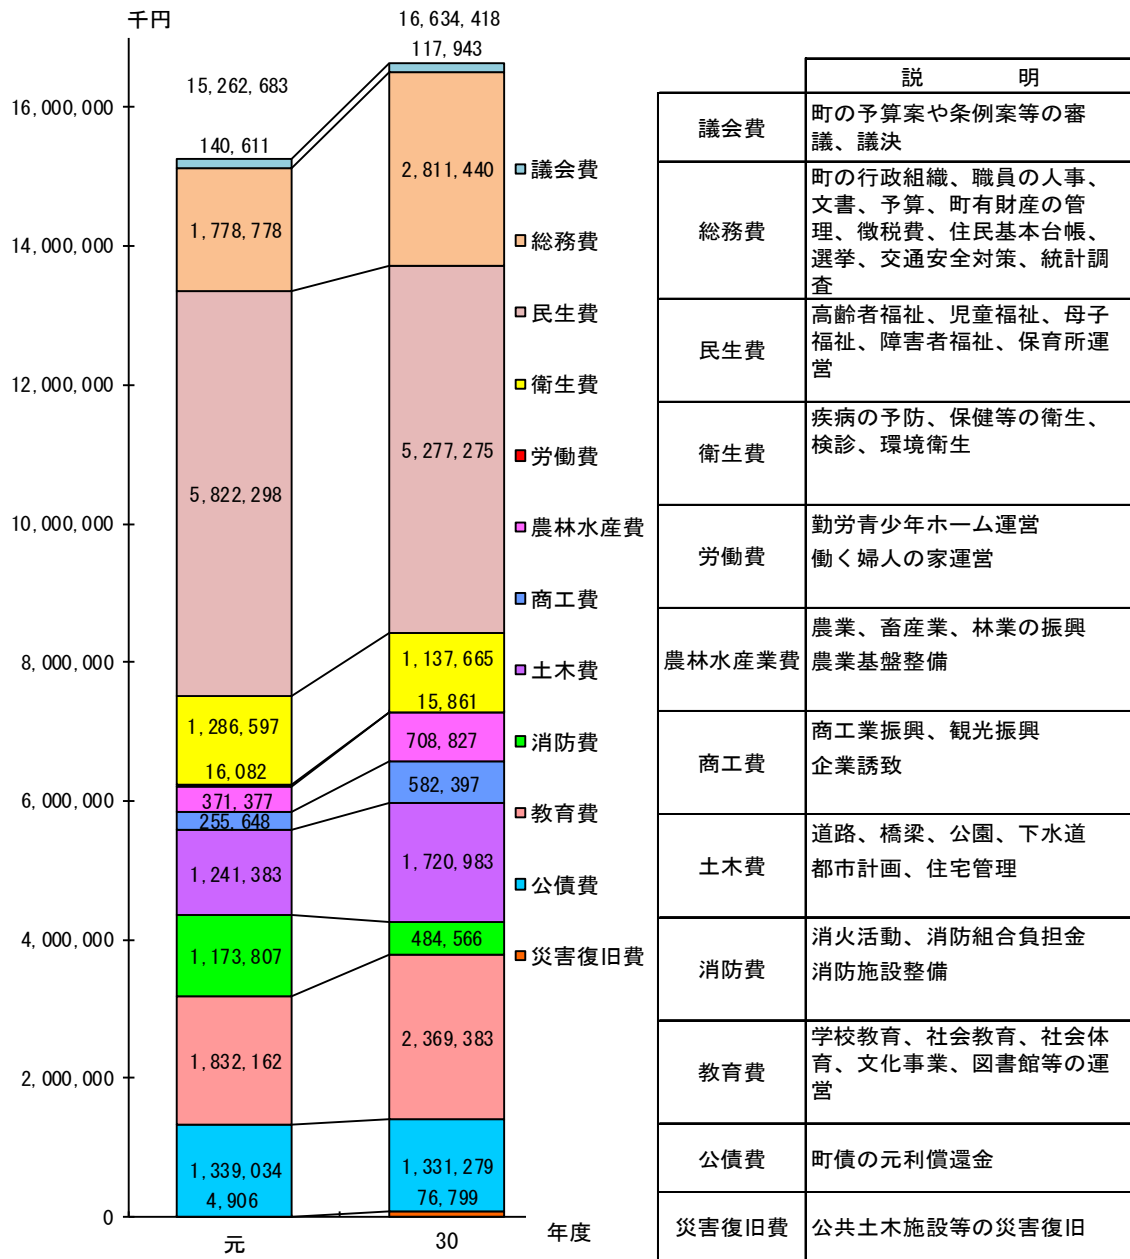 千円
16,634,418
117,943
15,262,683
140,611
16,000,000
14,000,000
12,000,000
10,000,000
8,000,000
6,000,000
4,000,000
2,000,000
0
1,778,778
5,822,298
1,286,597
16,082
371,377
255,648
1,241,383
1,173,807
1,832,162
1,339,034
4,906
2,811,440
5,277,275
1,137,665
15,861
708,827
582,397
1,720,983
484,566
2,369,383
1,331,279
76,799
元
30
年度
議会費
総務費
民生費
衛生費
労働費
農林水産費
商工費
土木費
消防費
教育費
公債費
災害復旧費
説 明
議会費
町の予算案や条例案等の審
議、議決
総務費
町の行政組織、職員の人事、
文書、予算、町有財産の管
理、徴税費、住民基本台帳、
選挙、交通安全対策、統計調
査
民生費
高齢者福祉、児童福祉、母子
福祉、障害者福祉、保育所運
営
衛生費
疾病の予防、保健等の衛生、
検診、環境衛生
労働費
勤労青少年ホーム運営
働く婦人の家運営
農林水産業費
農業、畜産業、林業の振興
農業基盤整備
商工費
商工業振興、観光振興
企業誘致
土木費
道路、橋梁、公園、下水道
都市計画、住宅管理
消防費
消火活動、消防組合負担金
消防施設整備
教育費
学校教育、社会教育、社会体
育、文化事業、図書館等の運
営
公債費
町債の元利償還金
災害復旧費
公共土木施設等の災害復旧